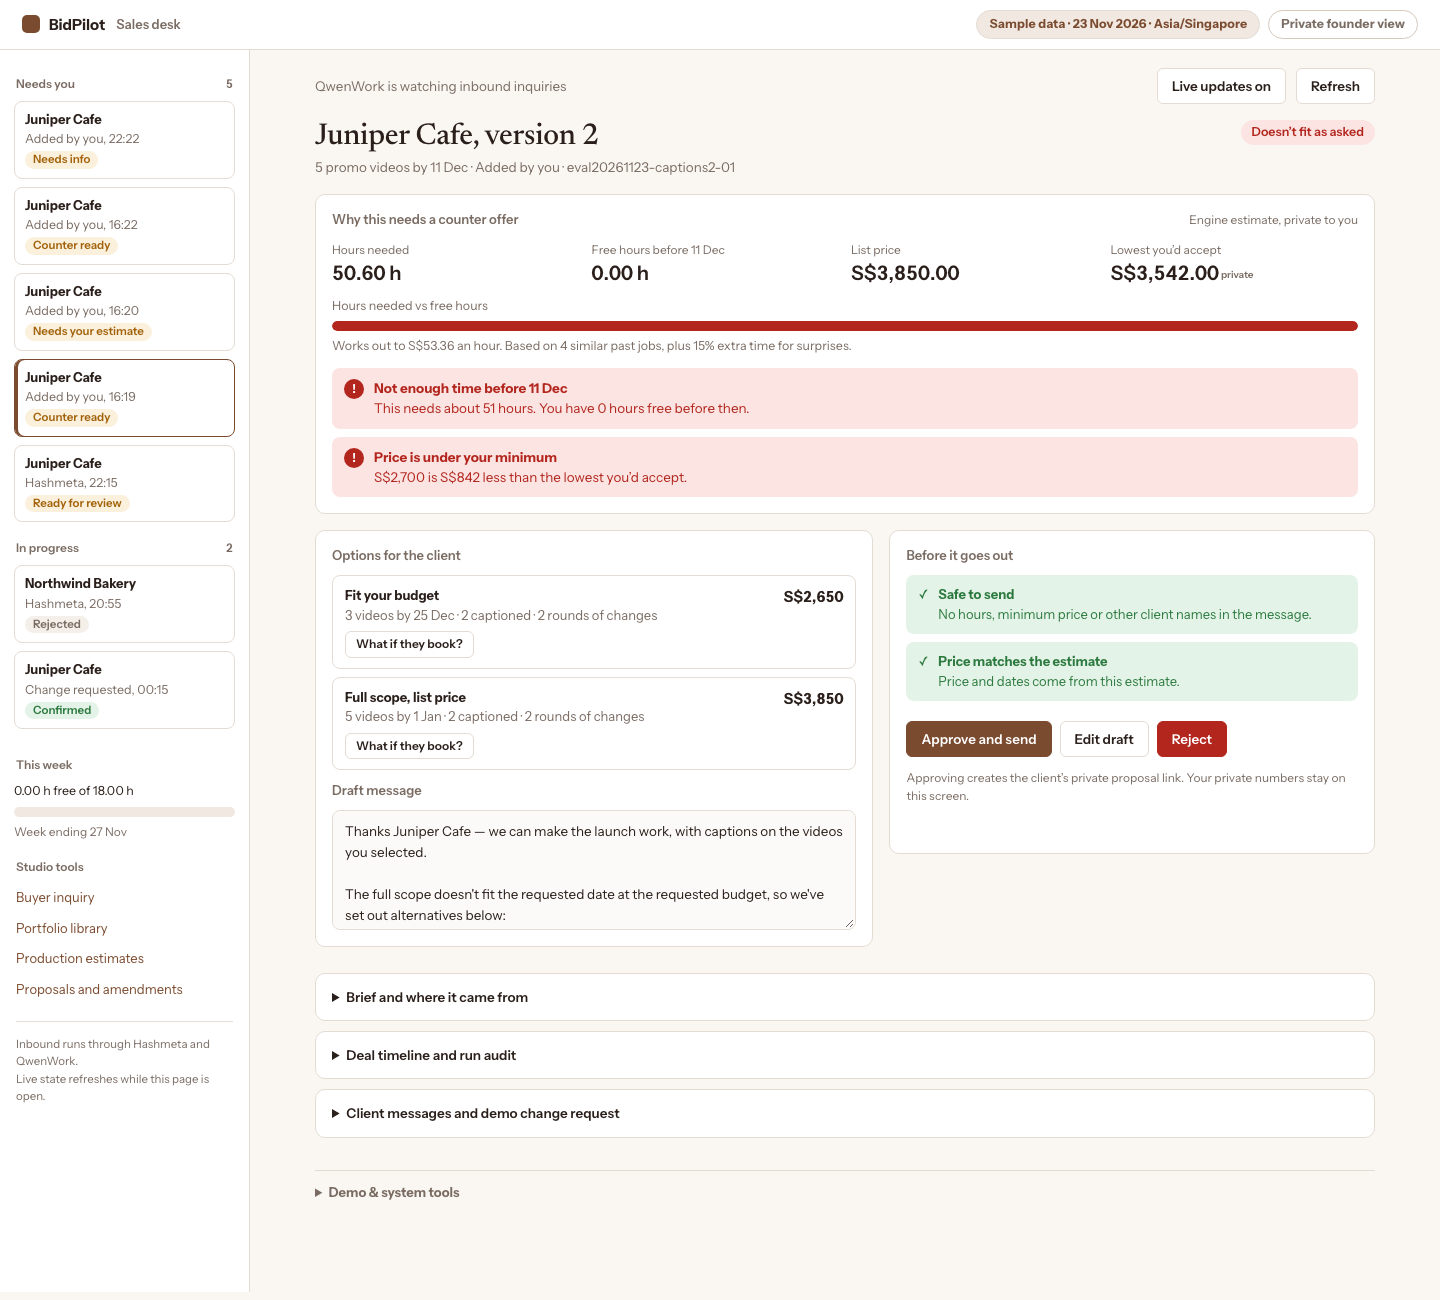 BidPilot Sales desk
Sample data · 23 Nov 2026 · Asia/Singapore
Private founder view
Needs you 5
Juniper Cafe
Added by you, 22:22
Needs info
Juniper Cafe
Added by you, 16:22
Counter ready
Juniper Cafe
Added by you, 16:20
Needs your estimate
Juniper Cafe
Added by you, 16:19
Counter ready
Juniper Cafe
Hashmeta, 22:15
Ready for review
In progress 2
Northwind Bakery
Hashmeta, 20:55
Rejected
Juniper Cafe
Change requested, 00:15
Confirmed
This week
0.00 h free of 18.00 h
Week ending 27 Nov
Studio tools
Buyer inquiry
Portfolio library
Production estimates
Proposals and amendments
Inbound runs through Hashmeta and
QwenWork.
Live state refreshes while this page is
open.
QwenWork is watching inbound inquiries
Live updates on
Refresh
Juniper Cafe, version 2
Doesn't fit as asked
5 promo videos by 11 Dec · Added by you · eval20261123-captions2-01
Why this needs a counter offer
Engine estimate, private to you
Hours needed
50.60 h
Free hours before 11 Dec
0.00 h
List price
S$3,850.00
Lowest you'd accept
S$3,542.00 private
Hours needed vs free hours
Works out to S$53.36 an hour. Based on 4 similar past jobs, plus 15% extra time for surprises.
! Not enough time before 11 Dec
This needs about 51 hours. You have 0 hours free before then.
! Price is under your minimum
S$2,700 is S$842 less than the lowest you'd accept.
Options for the client
Fit your budget S$2,650
3 videos by 25 Dec · 2 captioned · 2 rounds of changes
What if they book?
Full scope, list price S$3,850
5 videos by 1 Jan · 2 captioned · 2 rounds of changes
What if they book?
Draft message
Thanks Juniper Cafe — we can make the launch work, with captions on the videos
you selected.
The full scope doesn't fit the requested date at the requested budget, so we've
set out alternatives below:
Before it goes out
✓ Safe to send
No hours, minimum price or other client names in the message.
✓ Price matches the estimate
Price and dates come from this estimate.
Approve and send
Edit draft
Reject
Approving creates the client's private proposal link. Your private numbers stay on
this screen.
Brief and where it came from
Deal timeline and run audit
Client messages and demo change request
Demo & system tools